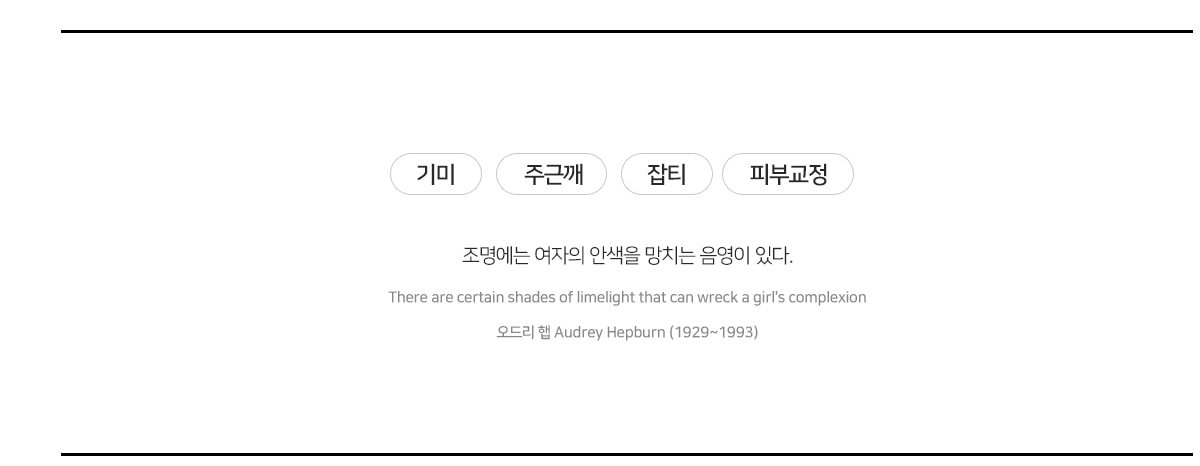 기미 주근깨 잡티 피부교정
조명에는 여자의 안색을 망치는 음영이 있다.
There are certain shades of limelight that can wreck a girl's complexion
오드리 햅 Audrey Hepburn (1929~1993)